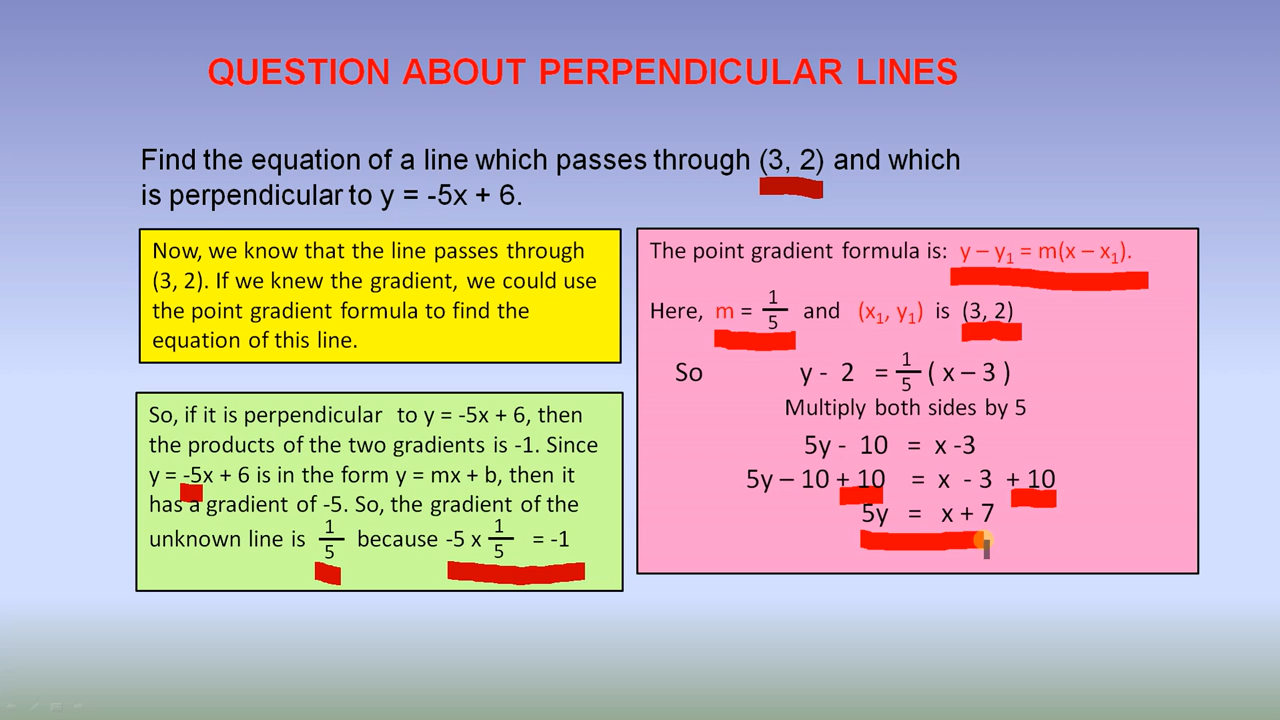 QUESTION ABOUT PERPENDICULAR LINES
Find the equation of a line which passes through (3, 2) and which
is perpendicular to y = -5x + 6.
Now, we know that the line passes through
(3, 2). If we knew the gradient, we could use
the point gradient formula to find the
equation of this line.
So, if it is perpendicular to y = -5x + 6, then
the products of the two gradients is -1. Since
y = -5x + 6 is in the form y = mx + b, then it
has a gradient of -5. So, the gradient of the
unknown line is 1/5 because -5 x 1/5 = -1
The point gradient formula is: y – y₁ = m(x – x₁).
Here, m = 1/5 and (x₁, y₁) is (3, 2)
So y - 2 = 1/5 ( x – 3 )
Multiply both sides by 5
5y - 10 = x -3
5y – 10 + 10 = x - 3 + 10
5y = x + 7